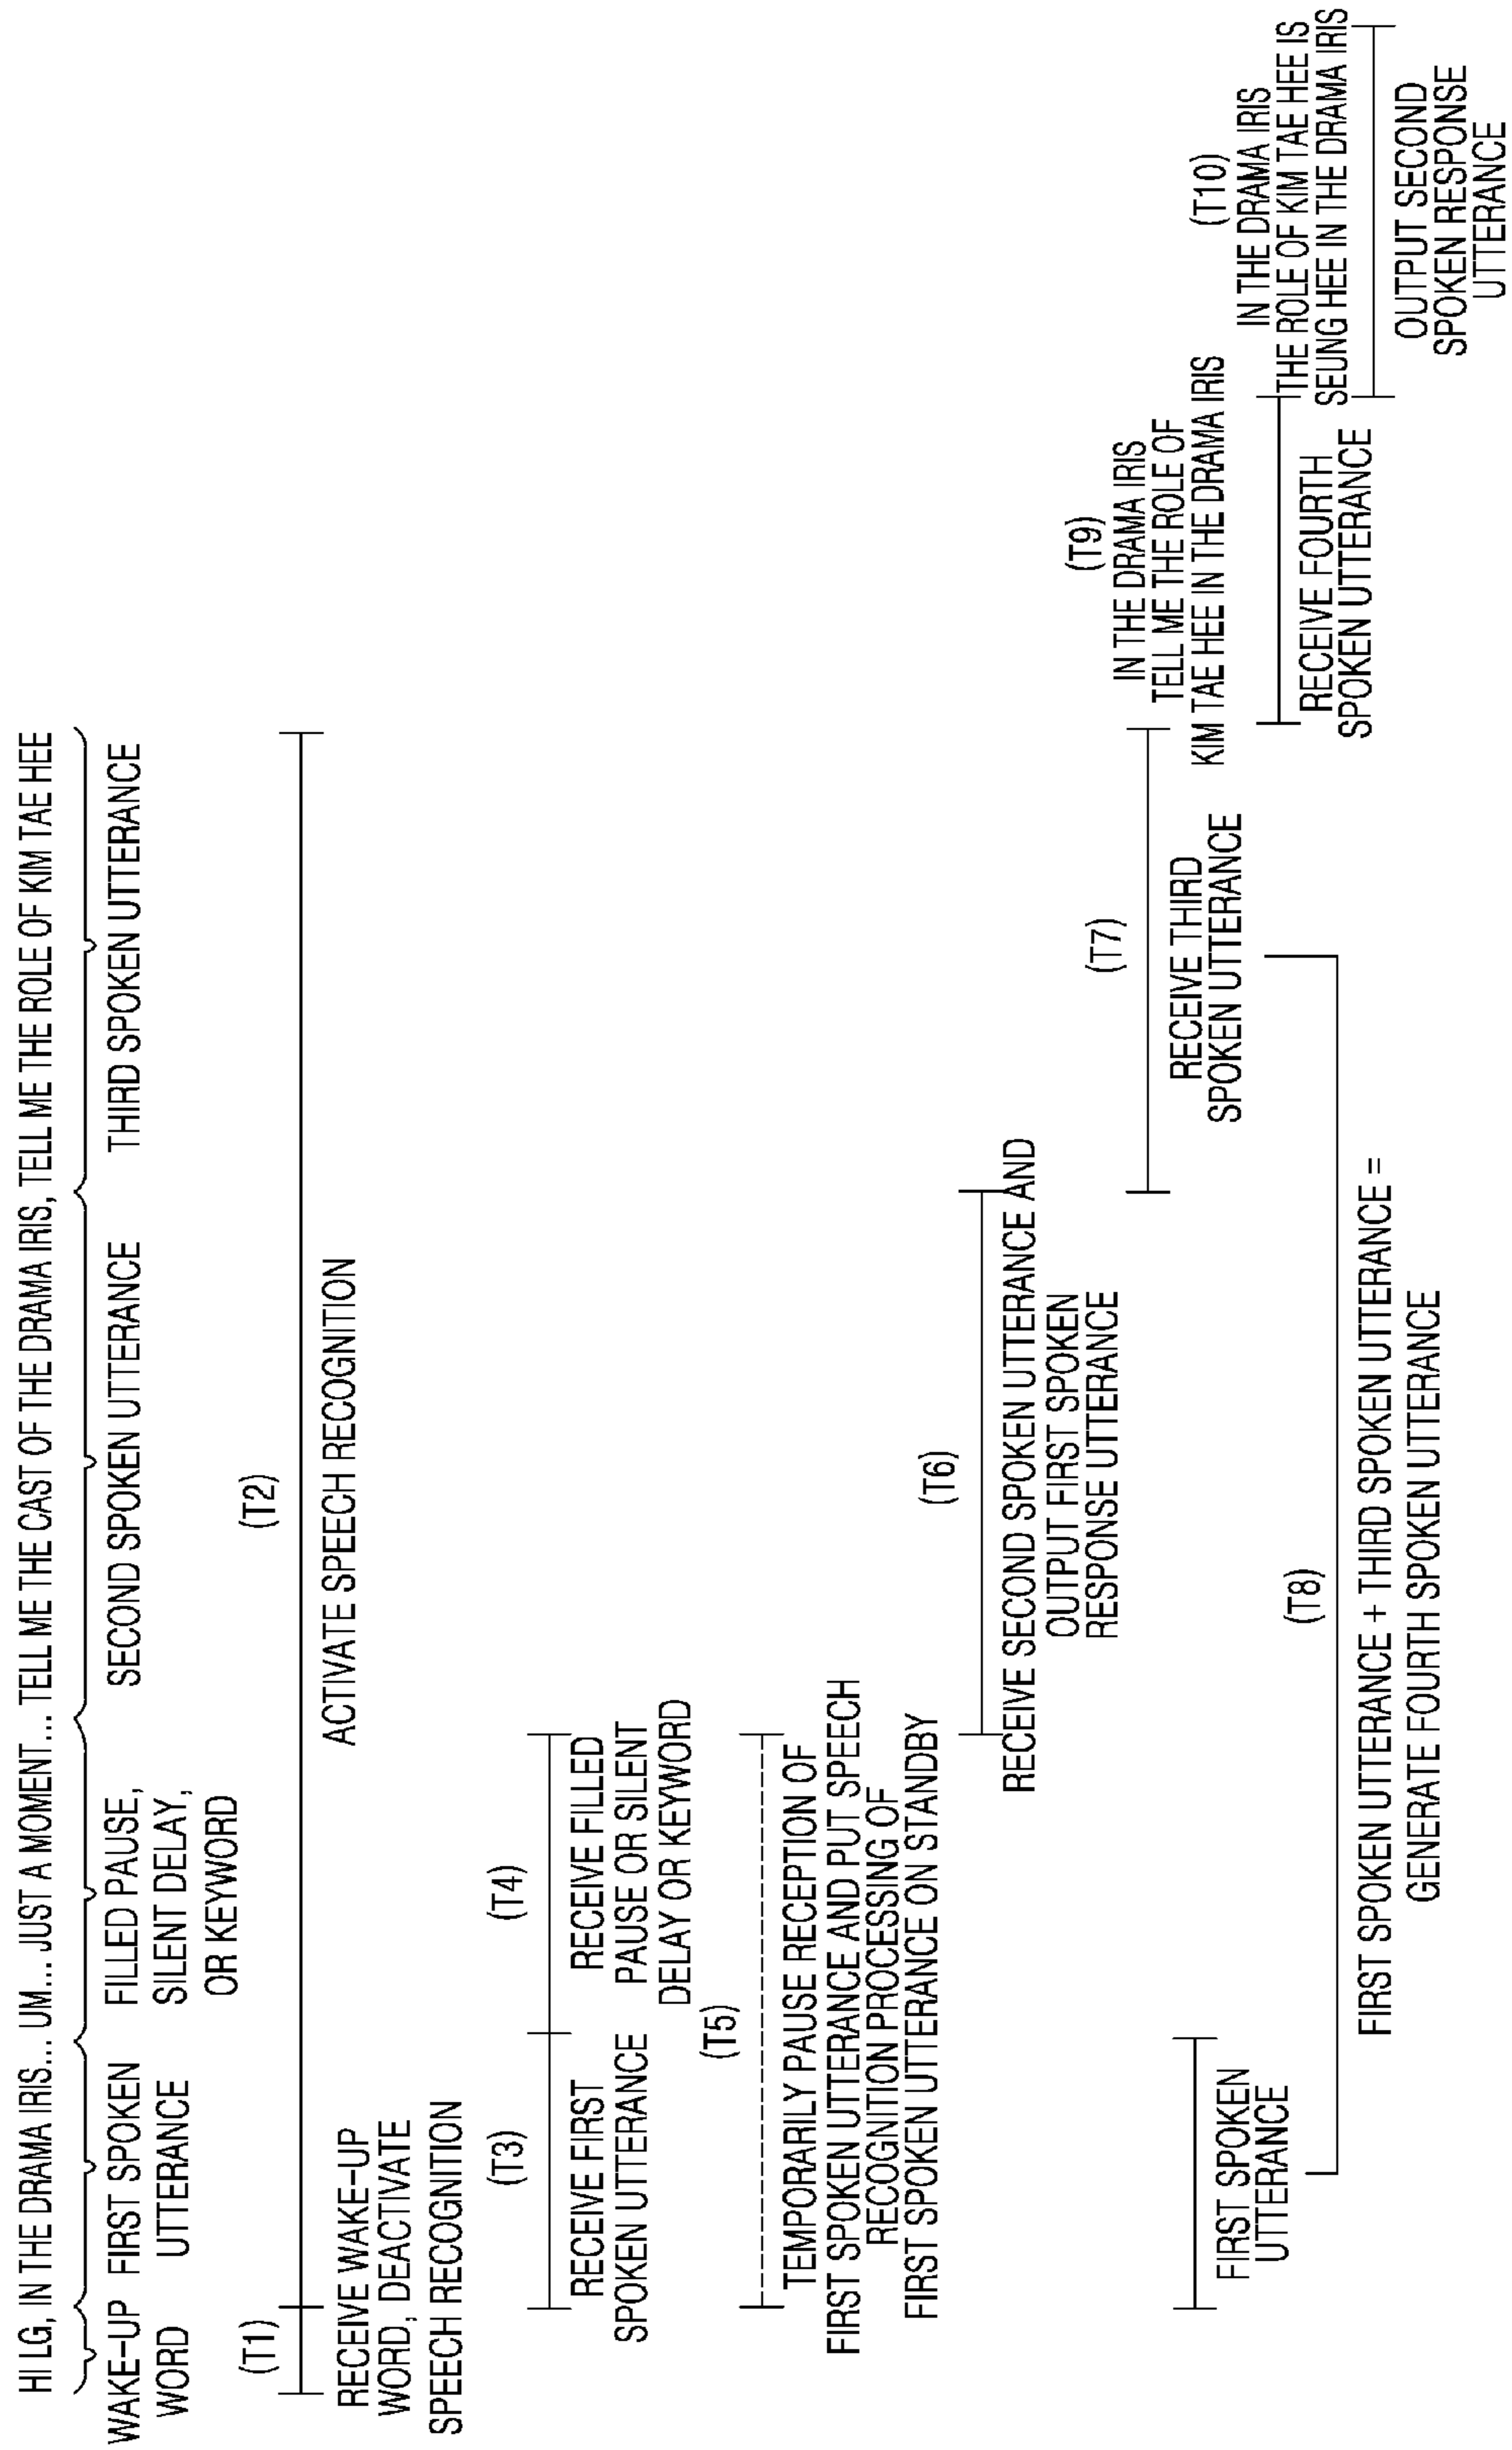 HI LG, IN THE DRAMA IRIS... UM... JUST A MOMENT... TELL ME THE CAST OF THE DRAMA IRIS, TELL ME THE ROLE OF KIM TAE HEE
WAKE-UP
WORD
FIRST SPOKEN
UTTERANCE
FILLED PAUSE,
SILENT DELAY,
OR KEYWORD
SECOND SPOKEN UTTERANCE
THIRD SPOKEN UTTERANCE
(T1)
RECEIVE WAKE-UP
WORD, DEACTIVATE
SPEECH RECOGNITION
(T2)
ACTIVATE SPEECH RECOGNITION
(T3)
RECEIVE FIRST
SPOKEN UTTERANCE
(T4)
RECEIVE FILLED
PAUSE OR SILENT
DELAY OR KEYWORD
(T5)
TEMPORARILY PAUSE RECEPTION OF
FIRST SPOKEN UTTERANCE AND PUT SPEECH
RECOGNITION PROCESSING OF
FIRST SPOKEN UTTERANCE ON STANDBY
(T6)
RECEIVE SECOND SPOKEN UTTERANCE AND
OUTPUT FIRST SPOKEN
RESPONSE UTTERANCE
(T7)
RECEIVE THIRD
SPOKEN UTTERANCE
FIRST SPOKEN
UTTERANCE
(T8)
FIRST SPOKEN UTTERANCE + THIRD SPOKEN UTTERANCE =
GENERATE FOURTH SPOKEN UTTERANCE
(T9)
IN THE DRAMA IRIS
TELL ME THE ROLE OF
KIM TAE HEE IN THE DRAMA IRIS
RECEIVE FOURTH
SPOKEN UTTERANCE
(T10)
IN THE DRAMA IRIS
THE ROLE OF KIM TAE HEE IS
SEUNG HEE IN THE DRAMA IRIS
OUTPUT SECOND
SPOKEN RESPONSE
UTTERANCE